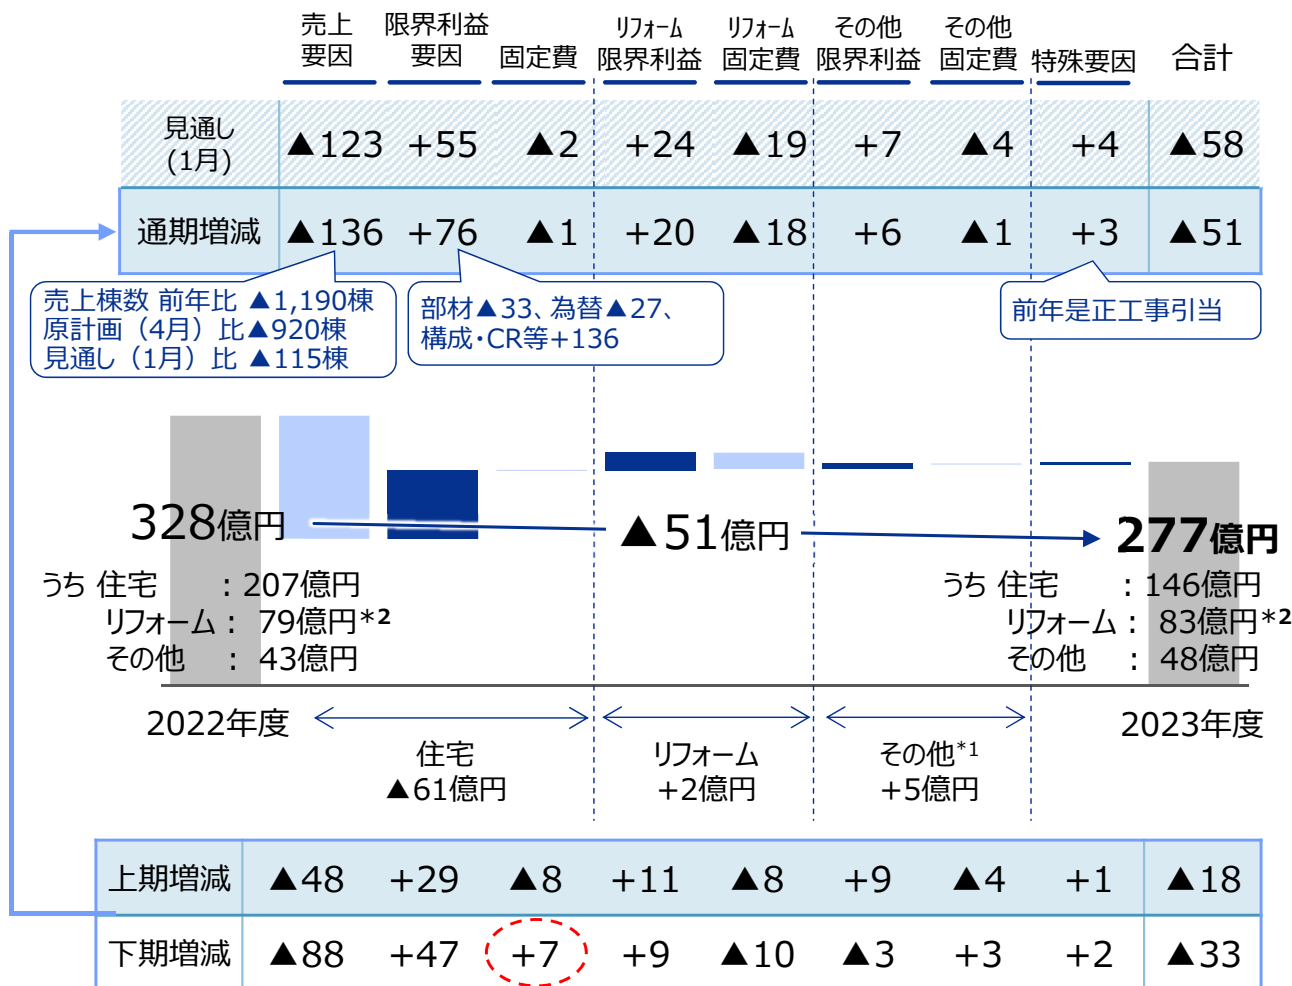 売上 要因
限界利益 要因
固定費
リフォーム 限界利益
リフォーム 固定費
その他 限界利益
その他 固定費
特殊要因
合計
見通し (1月) ▲123 +55 ▲2 +24 ▲19 +7 ▲4 +4 ▲58
通期増減 ▲136 +76 ▲1 +20 ▲18 +6 ▲1 +3 ▲51
売上棟数 前年比 ▲1,190棟
原計画（4月）比▲920棟
見通し（1月）比 ▲115棟
部材▲33、為替▲27、
構成・CR等+136
前年是正工事引当
328億円
▲51億円
277億円
うち 住宅 : 207億円
リフォーム : 79億円*2
その他 : 43億円
うち 住宅 : 146億円
リフォーム : 83億円*2
その他 : 48億円
2022年度
2023年度
住宅
▲61億円
リフォーム
+2億円
その他*1
+5億円
上期増減 ▲48 +29 ▲8 +11 ▲8 +9 ▲4 +1 ▲18
下期増減 ▲88 +47 +7 +9 ▲10 ▲3 +3 +2 ▲33